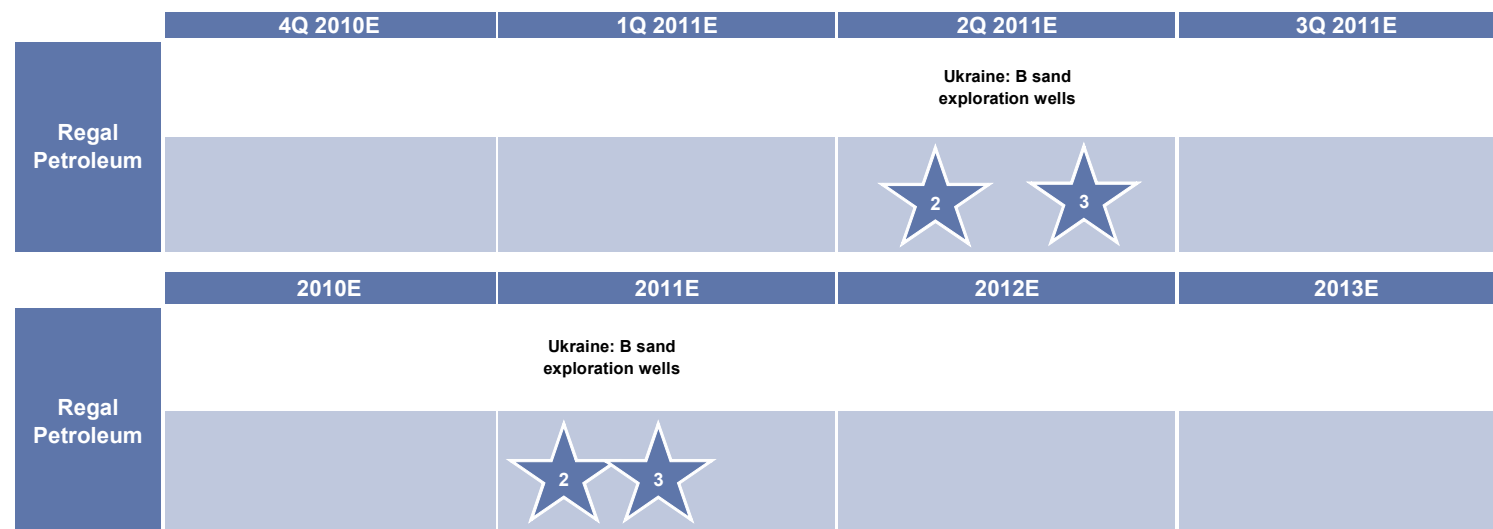 4Q 2010E 1Q 2011E 2Q 2011E 3Q 2011E
Ukraine: B sand
exploration wells
Regal
Petroleum
2 3
2010E 2011E 2012E 2013E
Ukraine: B sand
exploration wells
Regal
Petroleum
2 3